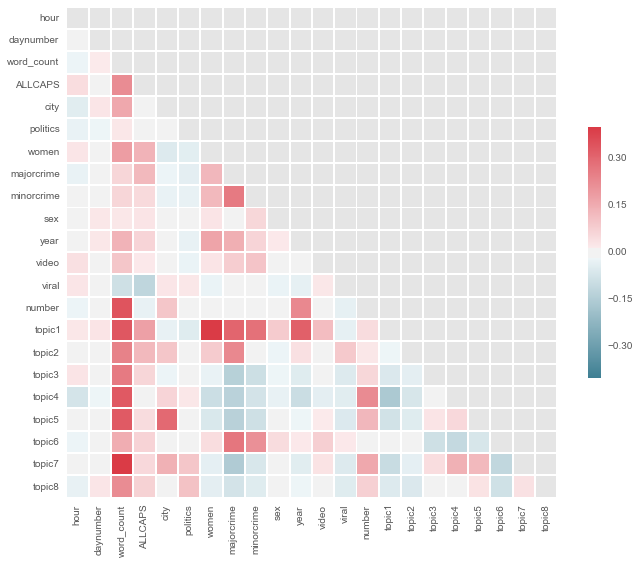 hour
daynumber
word_count
ALLCAPS
city
politics
women
majorcrime
minorcrime
sex
year
video
viral
number
topic1
topic2
topic3
topic4
topic5
topic6
topic7
topic8
0.30
0.15
0.00
−0.15
−0.30
hour
daynumber
word_count
ALLCAPS
city
politics
women
majorcrime
minorcrime
sex
year
video
viral
number
topic1
topic2
topic3
topic4
topic5
topic6
topic7
topic8